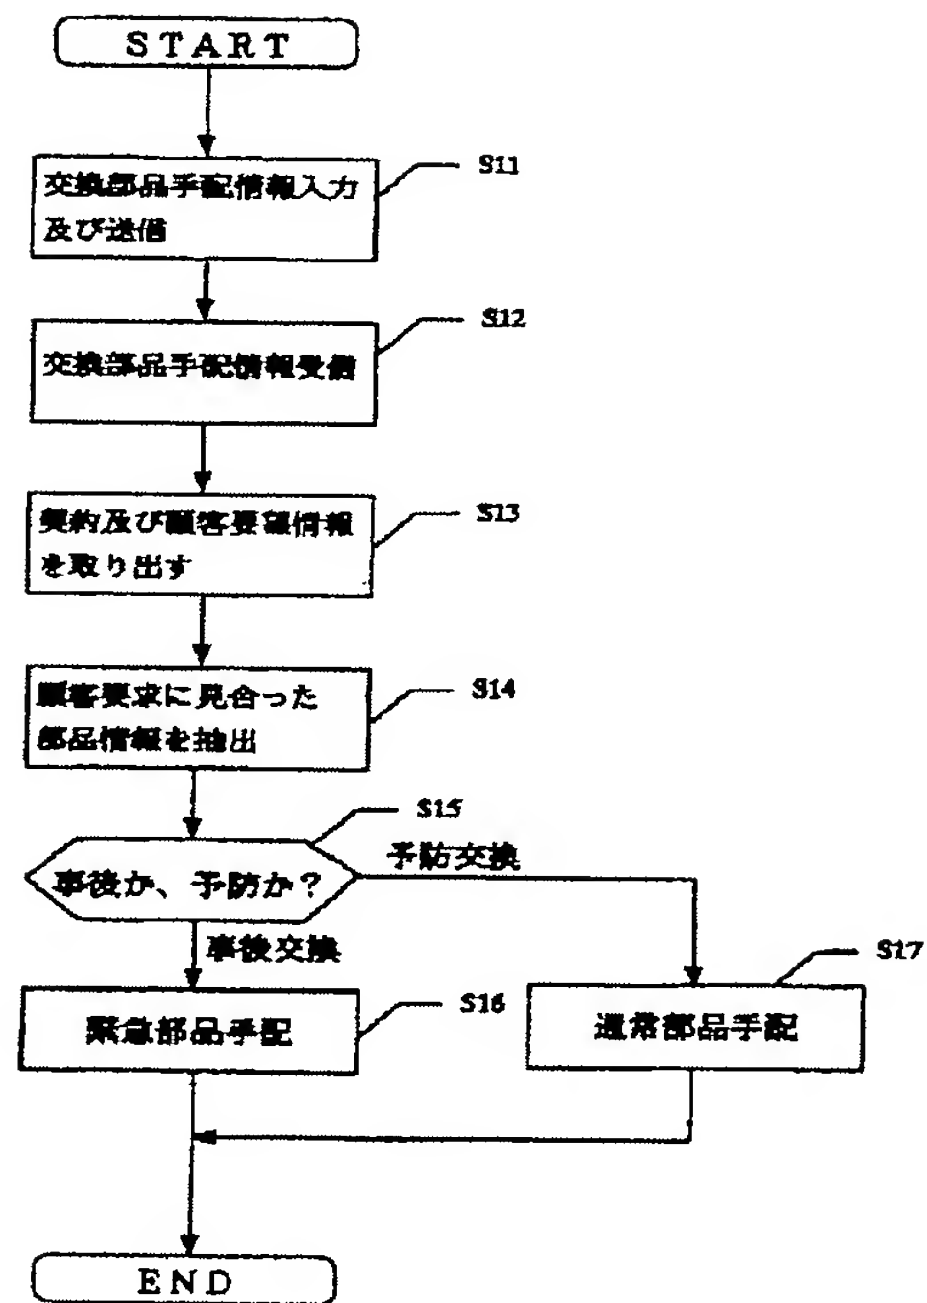 START
S11
交換部品手配情報入力
及び送信
S12
交換部品手配情報受信
S13
契約及び顧客要望情報
を取り出す
S14
顧客要求に見合った
部品情報を抽出
S15
事後か、予防か?
予防交換
事後交換
S16
緊急部品手配
S17
通常部品手配
END